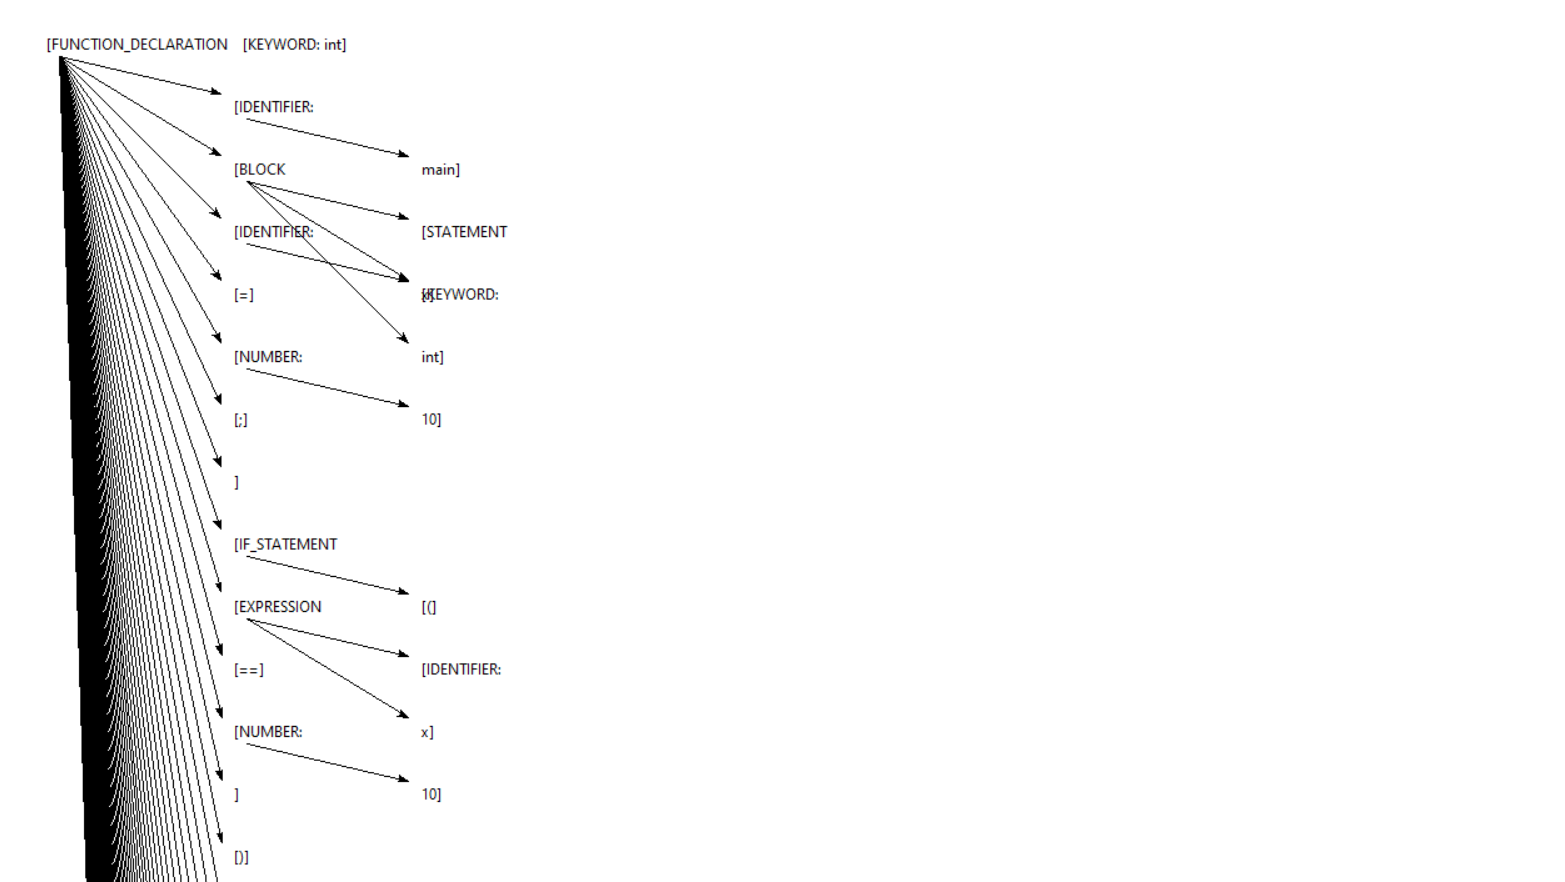 [FUNCTION_DECLARATION [KEYWORD: int]
[IDENTIFIER:
[BLOCK main]
[IDENTIFIER: [STATEMENT
[=] [KEYWORD:
[NUMBER: int]
[;] 10]
]
[IF_STATEMENT
[EXPRESSION [(]
[==] [IDENTIFIER:
[NUMBER: x]
] 10]
[)]